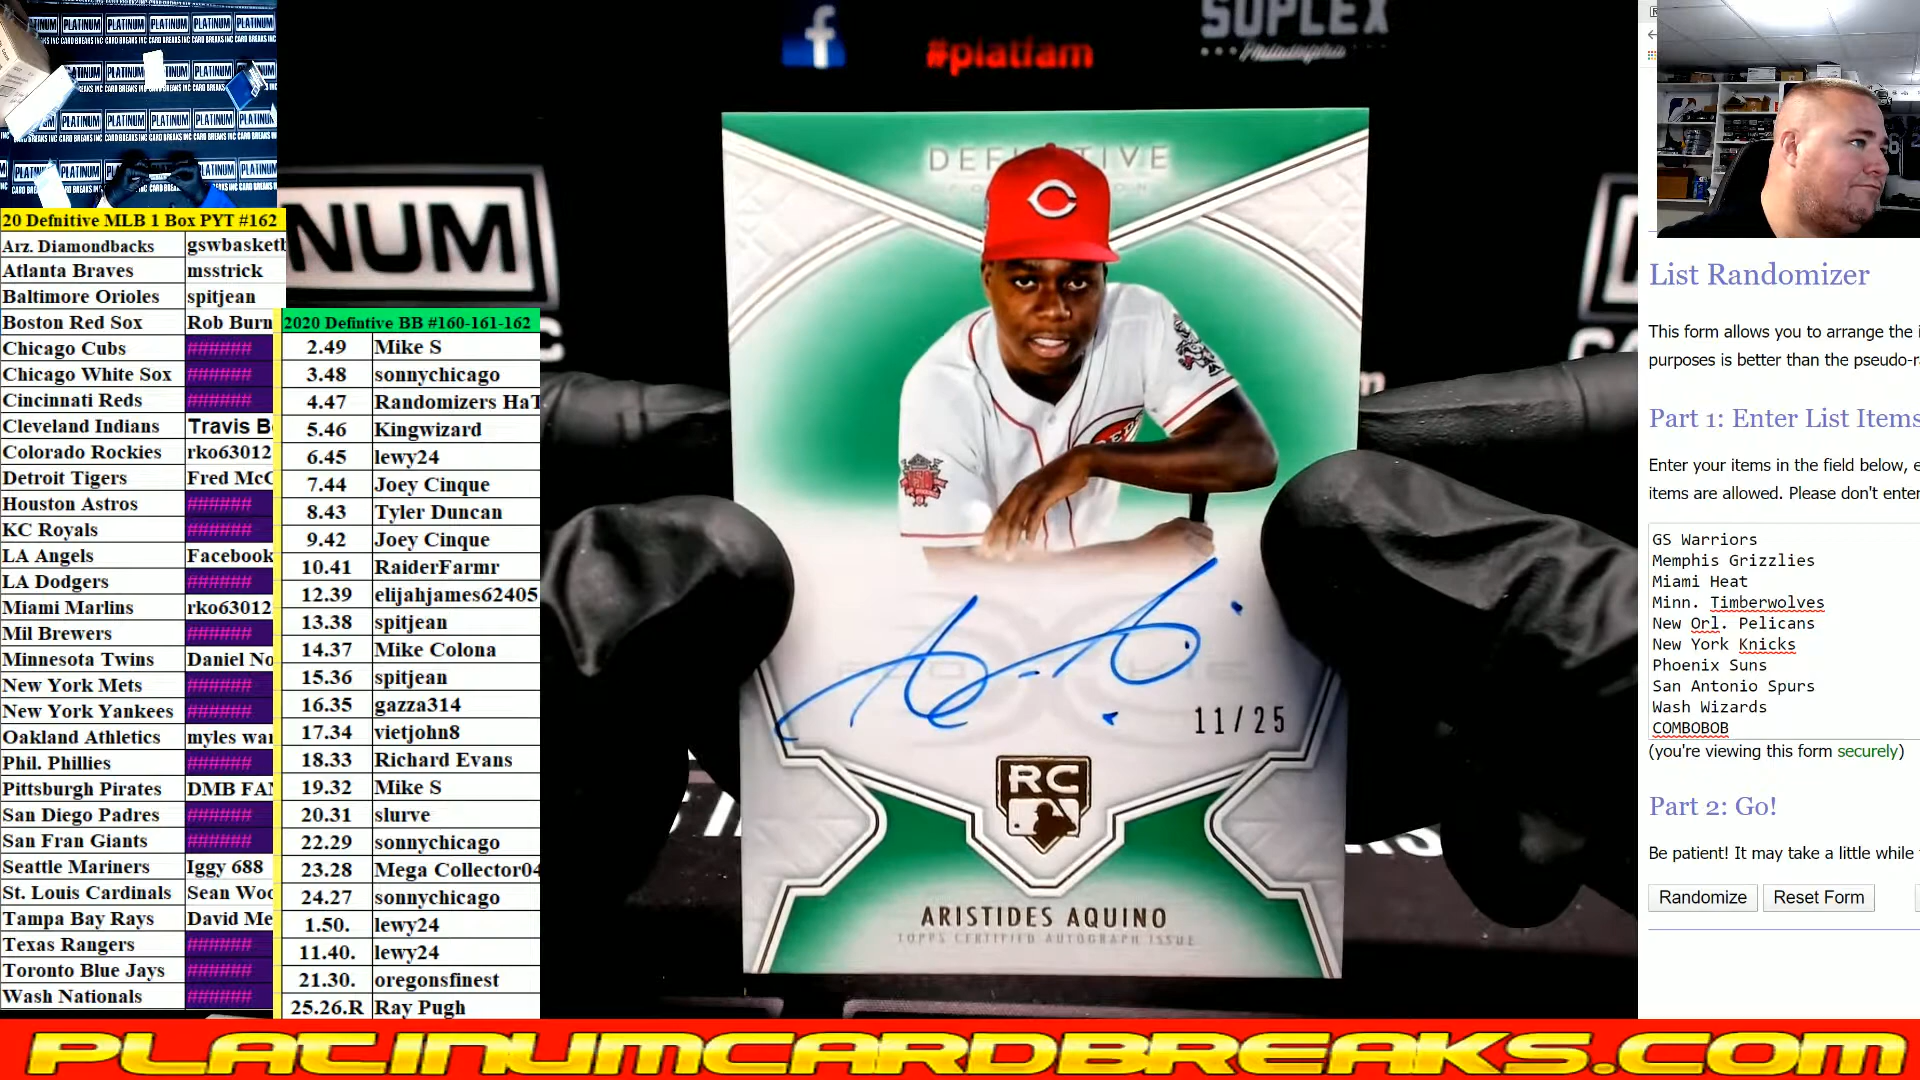 f
#platfam
SUPLEX
Philadelphia
20 Defnitive MLB 1 Box PYT #162
Arz. Diamondbacks gswbasketb
Atlanta Braves msstrick
Baltimore Orioles spitjean
Boston Red Sox Rob Burn
Chicago Cubs ######
Chicago White Sox ######
Cincinnati Reds ######
Cleveland Indians Travis B
Colorado Rockies rko63012
Detroit Tigers Fred McC
Houston Astros ######
KC Royals ######
LA Angels Facebook
LA Dodgers ######
Miami Marlins rko63012
Mil Brewers ######
Minnesota Twins Daniel No
New York Mets ######
New York Yankees ######
Oakland Athletics myles wa
Phil. Phillies ######
Pittsburgh Pirates DMB FA
San Diego Padres ######
San Fran Giants ######
Seattle Mariners Iggy 688
St. Louis Cardinals Sean Woo
Tampa Bay Rays David Me
Texas Rangers ######
Toronto Blue Jays ######
Wash Nationals ######
2020 Defintive BB #160-161-162
2.49 Mike S
3.48 sonnychicago
4.47 Randomizers HaT
5.46 Kingwizard
6.45 lewy24
7.44 Joey Cinque
8.43 Tyler Duncan
9.42 Joey Cinque
10.41 RaiderFarmr
12.39 elijahjames62405
13.38 spitjean
14.37 Mike Colona
15.36 spitjean
16.35 gazza314
17.34 vietjohn8
18.33 Richard Evans
19.32 Mike S
20.31 slurve
22.29 sonnychicago
23.28 Mega Collector04
24.27 sonnychicago
1.50. lewy24
11.40. lewy24
21.30. oregonsfinest
25.26.R Ray Pugh
NUM
DEFINITIVE
C
11/25
RC
ARISTIDES AQUINO
TOPPS CERTIFIED AUTOGRAPH ISSUE
List Randomizer
This form allows you to arrange the i
purposes is better than the pseudo-r
Part 1: Enter List Items
Enter your items in the field below, e
items are allowed. Please don't enter
GS Warriors
Memphis Grizzlies
Miami Heat
Minn. Timberwolves
New Orl. Pelicans
New York Knicks
Phoenix Suns
San Antonio Spurs
Wash Wizards
COMBOBOB
(you're viewing this form securely)
Part 2: Go!
Be patient! It may take a little while
Randomize Reset Form
PLATINUMCARDBREAKS.COM